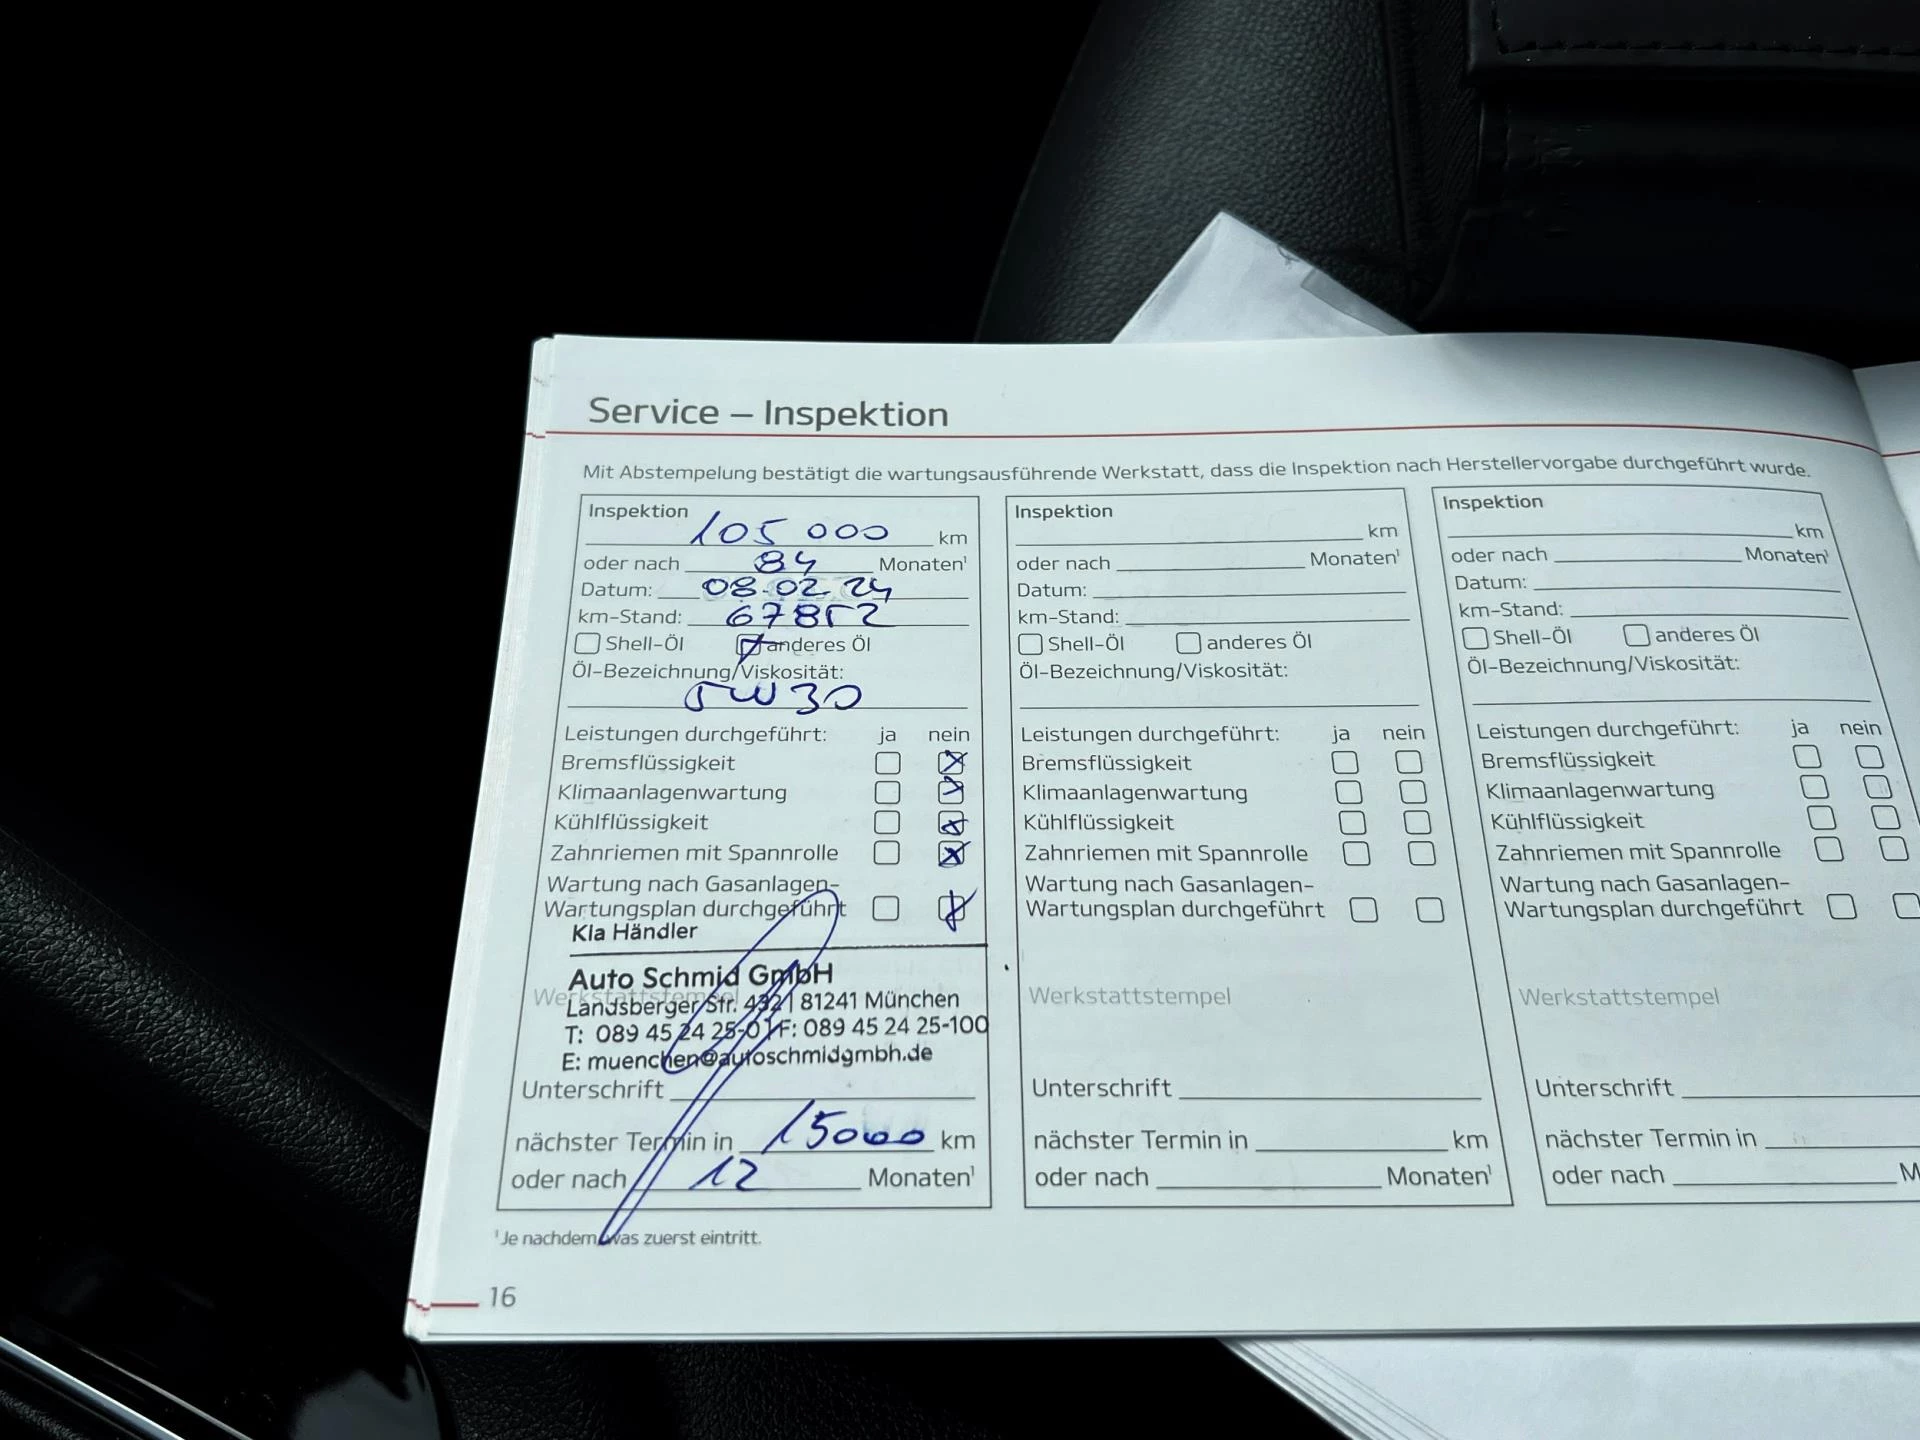 Service – Inspektion
Mit Abstempelung bestätigt die wartungsausführende Werkstatt, dass die Inspektion nach Herstellervorgabe durchgeführt wurde.
Inspektion
105 000 km
oder nach 84 Monaten¹
Datum: 08.02.24
km-Stand: 67852
Shell-Öl anderes Öl
Öl-Bezeichnung/Viskosität:
5W30
Leistungen durchgeführt: ja nein
Bremsflüssigkeit
Klimaanlagenwartung
Kühlflüssigkeit
Zahnriemen mit Spannrolle
Wartung nach Gasanlagen-
Wartungsplan durchgeführt
Kia Händler
Auto Schmid GmbH
Werkstattstempel
Landsberger Str. 432 | 81241 München
T: 089 45 24 25-0 | F: 089 45 24 25-100
E: muenchen@autoschmidgmbh.de
Unterschrift
nächster Termin in 15000 km
oder nach 12 Monaten¹
Inspektion
km
oder nach Monaten¹
Datum:
km-Stand:
Shell-Öl anderes Öl
Öl-Bezeichnung/Viskosität:
Leistungen durchgeführt: ja nein
Bremsflüssigkeit
Klimaanlagenwartung
Kühlflüssigkeit
Zahnriemen mit Spannrolle
Wartung nach Gasanlagen-
Wartungsplan durchgeführt
Werkstattstempel
Unterschrift
nächster Termin in km
oder nach Monaten¹
Inspektion
km
oder nach Monaten¹
Datum:
km-Stand:
Shell-Öl anderes Öl
Öl-Bezeichnung/Viskosität:
Leistungen durchgeführt: ja nein
Bremsflüssigkeit
Klimaanlagenwartung
Kühlflüssigkeit
Zahnriemen mit Spannrolle
Wartung nach Gasanlagen-
Wartungsplan durchgeführt
Werkstattstempel
Unterschrift
nächster Termin in
oder nach M
¹Je nachdem, was zuerst eintritt.
16